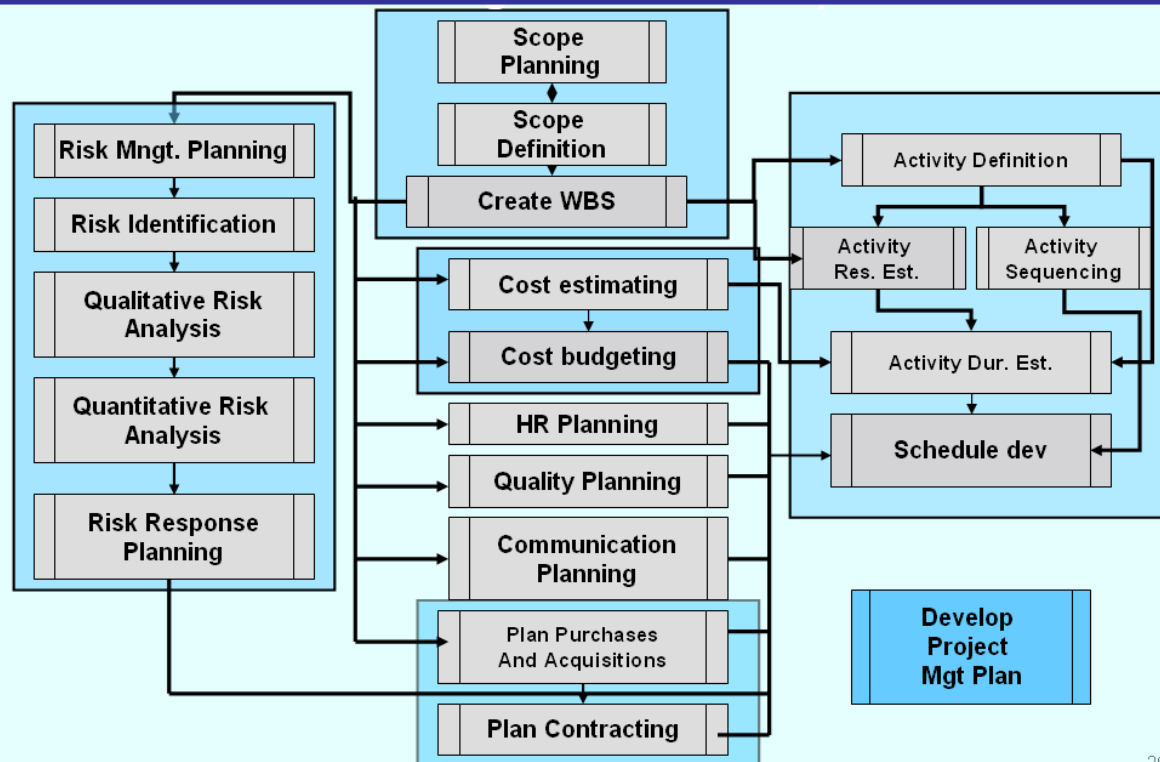 Scope
Planning
Scope
Definition
Create WBS
Risk Mngt. Planning
Risk Identification
Qualitative Risk
Analysis
Quantitative Risk
Analysis
Risk Response
Planning
Cost estimating
Cost budgeting
HR Planning
Quality Planning
Communication
Planning
Plan Purchases
And Acquisitions
Plan Contracting
Activity Definition
Activity
Res. Est.
Activity
Sequencing
Activity Dur. Est.
Schedule dev
Develop
Project
Mgt Plan